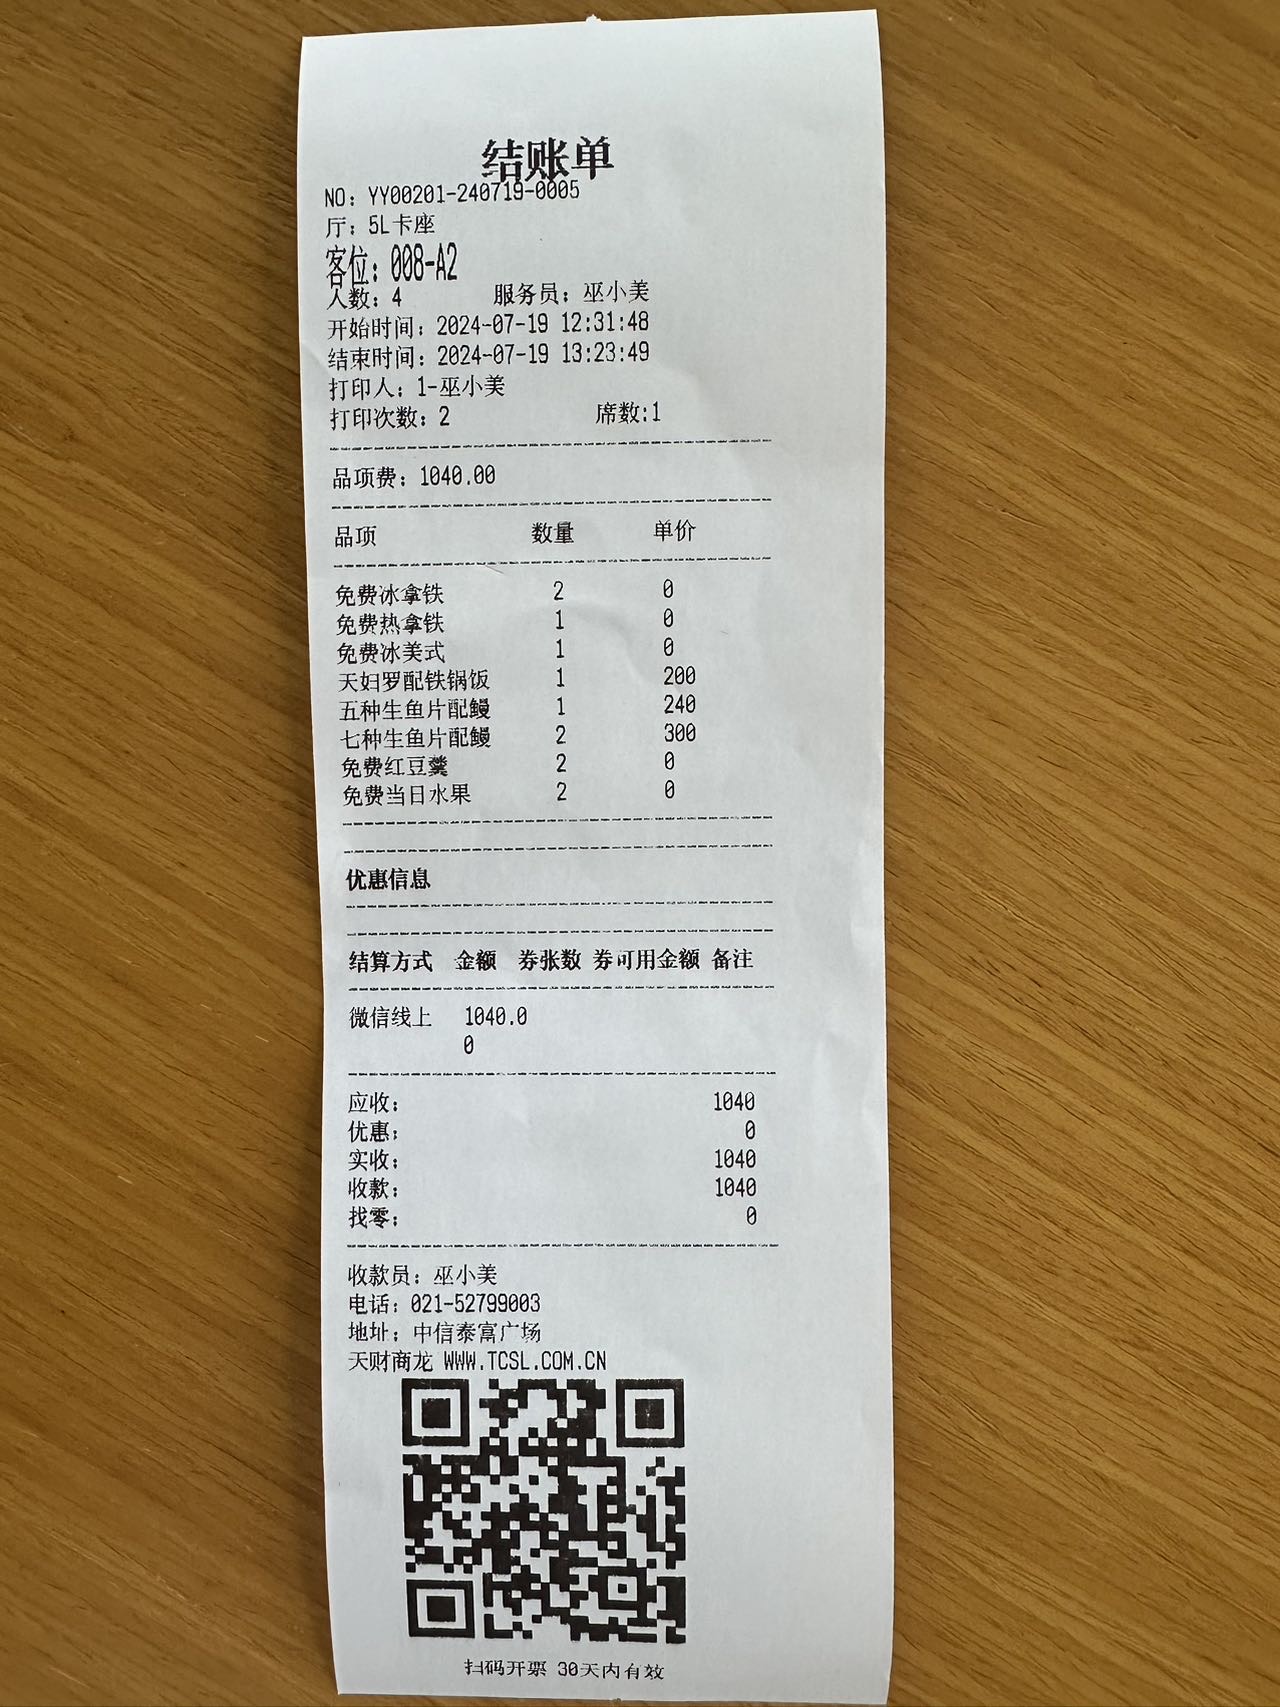 结账单
NO: YY00201-240719-0005
厅: 5L卡座
客位: 008-A2
人数: 4 服务员: 巫小美
开始时间: 2024-07-19 12:31:48
结束时间: 2024-07-19 13:23:49
打印人: 1-巫小美
打印次数: 2 席数:1
品项费: 1040.00
品项 数量 单价
免费冰拿铁 2 0
免费热拿铁 1 0
免费冰美式 1 0
天妇罗配铁锅饭 1 200
五种生鱼片配鳗 1 240
七种生鱼片配鳗 2 300
免费红豆羹 2 0
免费当日水果 2 0
优惠信息
结算方式 金额 券张数 券可用金额 备注
微信线上 1040.0
0
应收: 1040
优惠: 0
实收: 1040
收款: 1040
找零: 0
收款员: 巫小美
电话: 021-52799003
地址: 中信泰富广场
天财商龙 WWW.TCSL.COM.CN
扫码开票 30天内有效